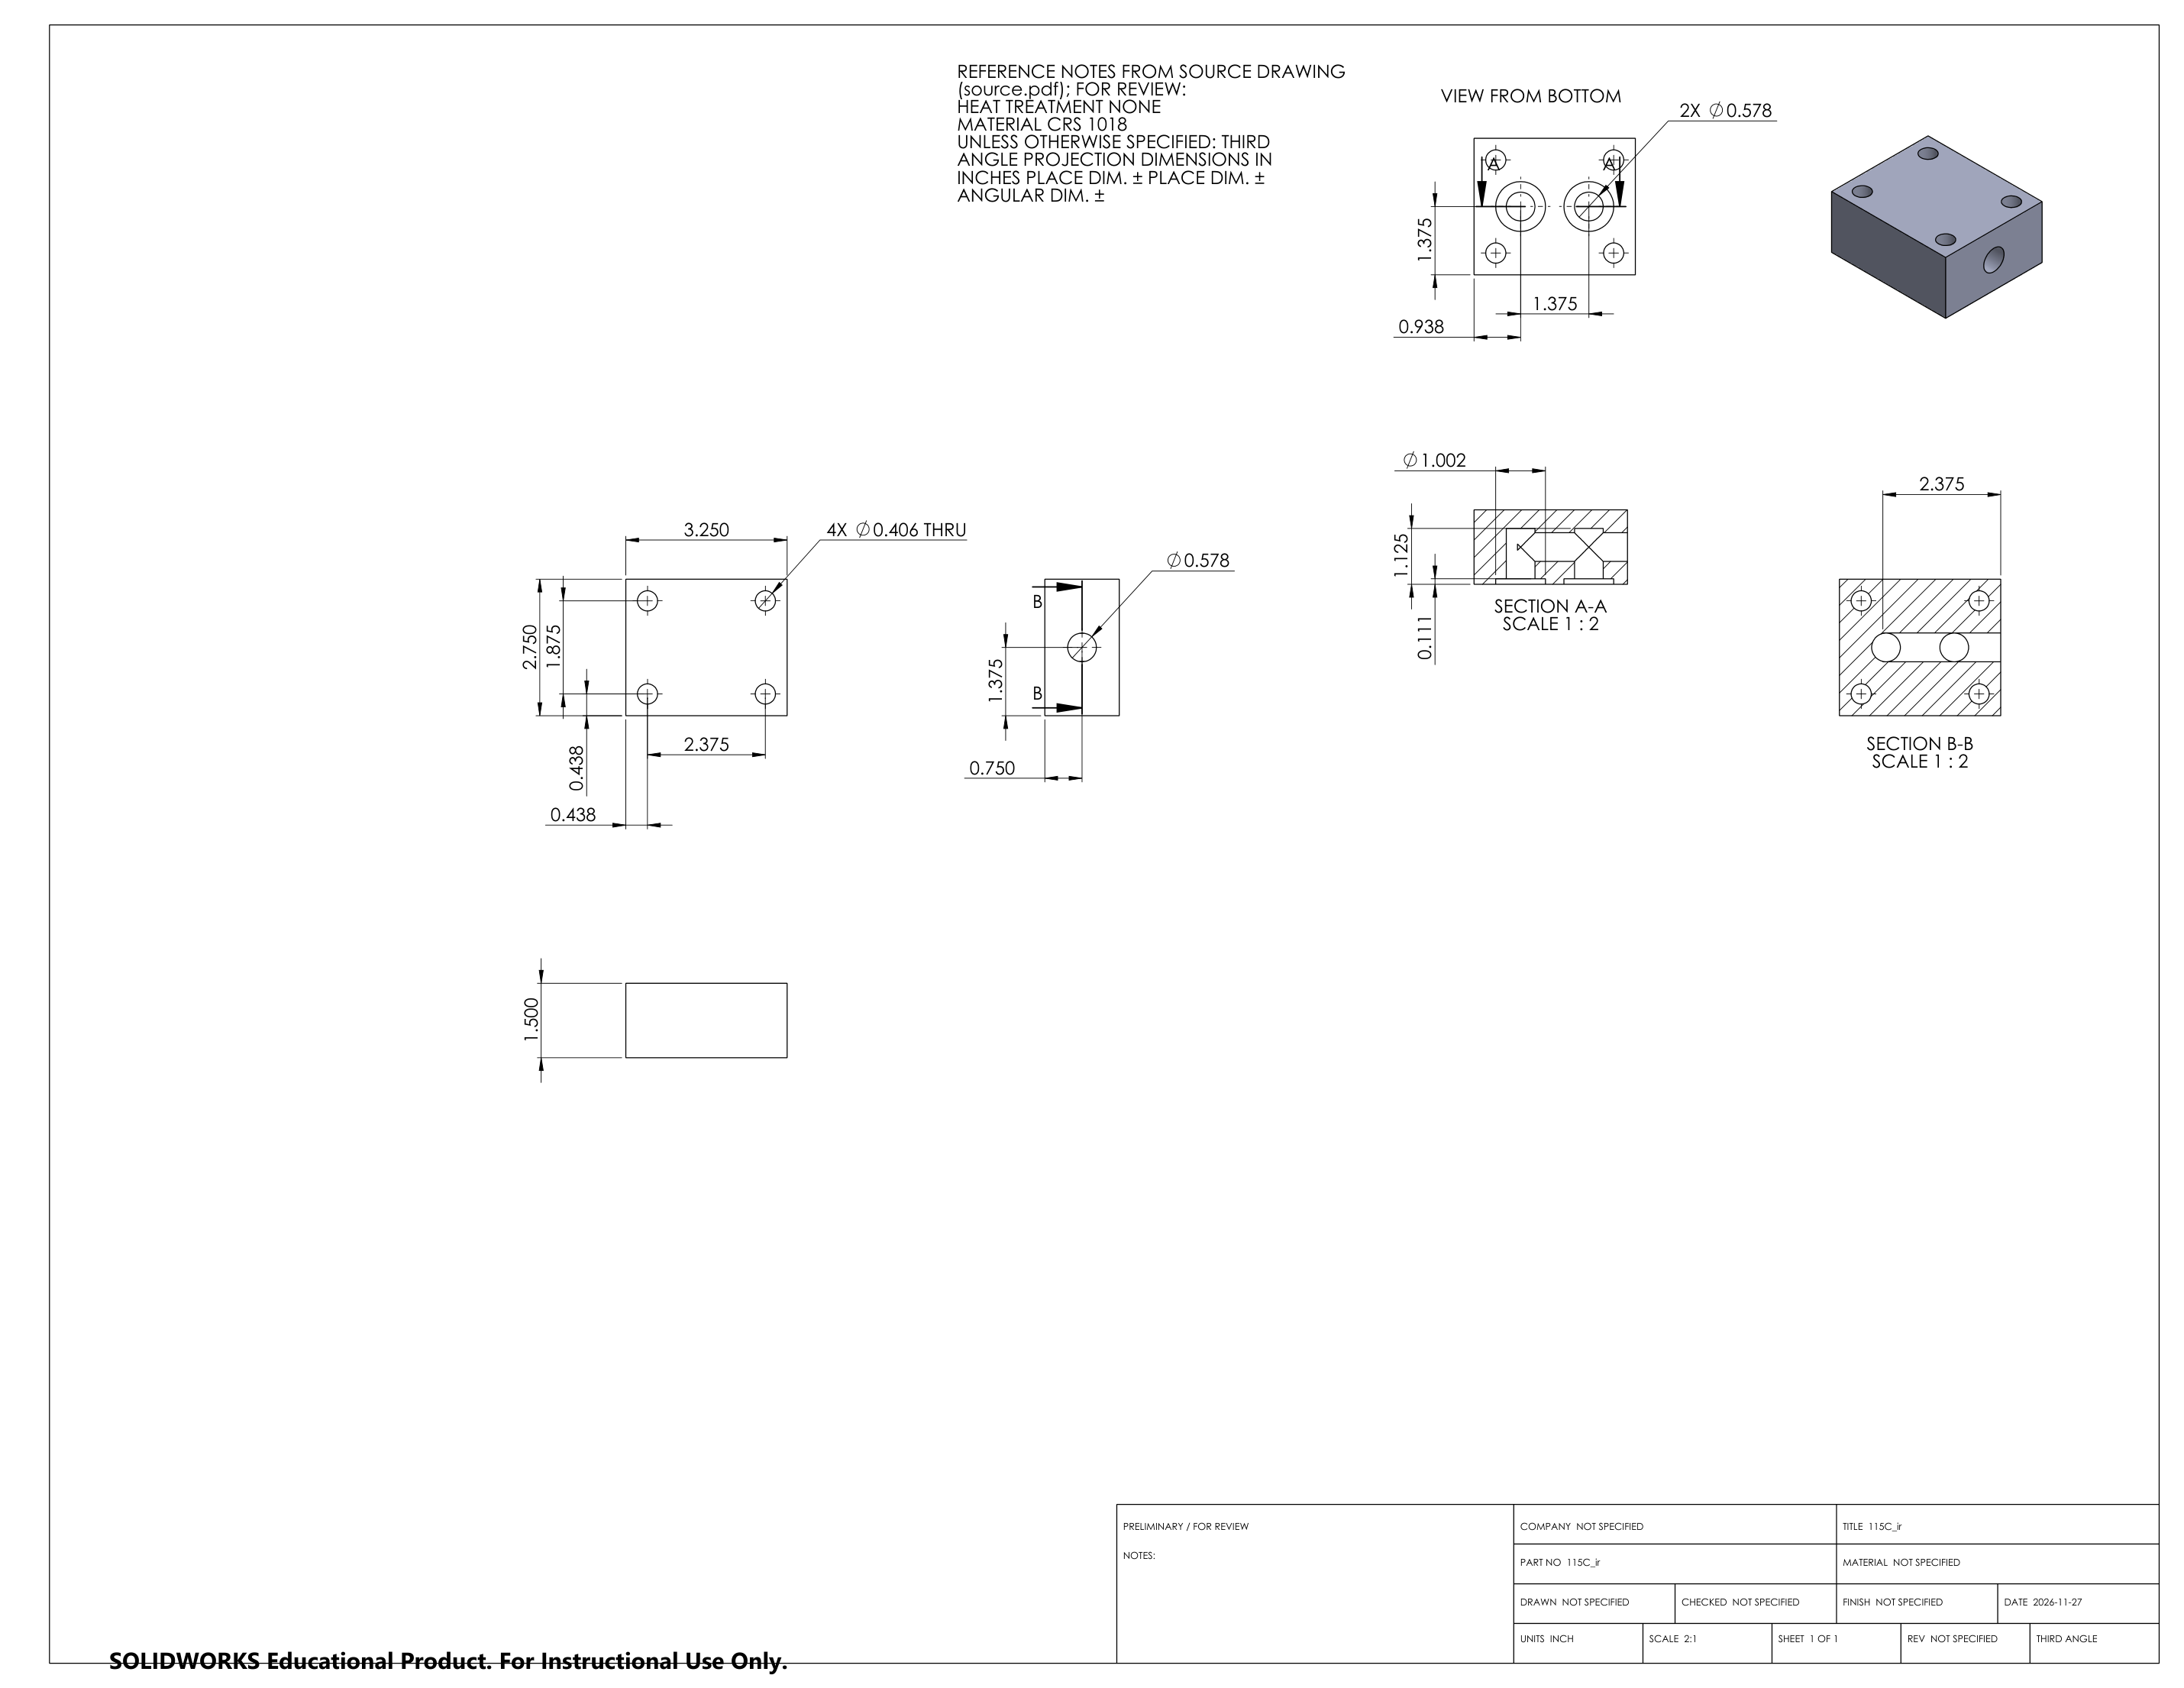 REFERENCE NOTES FROM SOURCE DRAWING
(source.pdf); FOR REVIEW:
HEAT TREATMENT NONE
MATERIAL CRS 1018
UNLESS OTHERWISE SPECIFIED: THIRD
ANGLE PROJECTION DIMENSIONS IN
INCHES PLACE DIM. ± PLACE DIM. ±
ANGULAR DIM. ±
VIEW FROM BOTTOM
2X ∅0.578
A
A
1.375
1.375
0.938
∅1.002
1.125
0.111
SECTION A-A
SCALE 1 : 2
2.375
SECTION B-B
SCALE 1 : 2
3.250
4X ∅0.406 THRU
2.750
1.875
0.438
2.375
0.438
∅0.578
B
B
1.375
0.750
1.500
PRELIMINARY / FOR REVIEW
NOTES:
COMPANY NOT SPECIFIED
TITLE 115C_ir
PART NO 115C_ir
MATERIAL NOT SPECIFIED
DRAWN NOT SPECIFIED
CHECKED NOT SPECIFIED
FINISH NOT SPECIFIED
DATE 2026-11-27
UNITS INCH
SCALE 2:1
SHEET 1 OF 1
REV NOT SPECIFIED
THIRD ANGLE
SOLIDWORKS Educational Product. For Instructional Use Only.